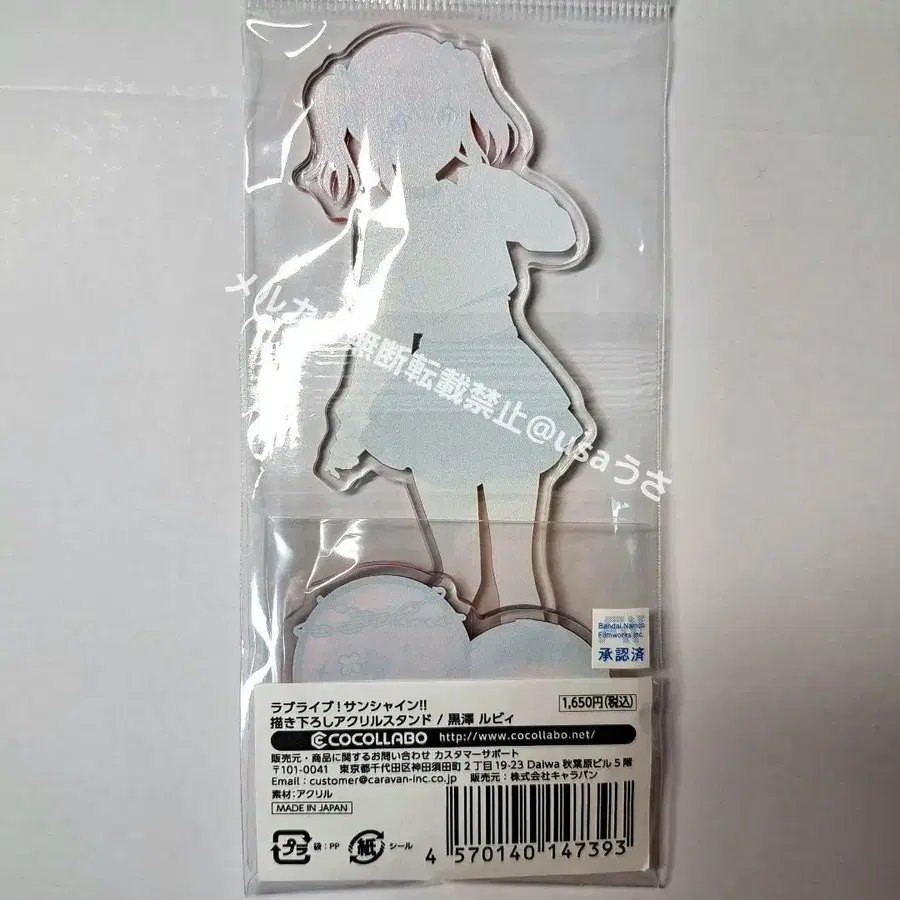 メルカリ無断転載禁止@usaうさ
Bandai Namco
Filmworks Inc.
承認済
ラブライブ!サンシャイン!!
1,650円(税込)
描き下ろしアクリルスタンド / 黒澤 ルビィ
COCOLLABO http://www.cocollabo.net/
販売元・商品に関するお問い合わせ カスタマーサポート
〒101-0041 東京都千代田区神田須田町2丁目19-23 Daiwa 秋葉原ビル5階
Email : customer@caravan-inc.co.jp 販売元 : 株式会社キャラバン
素材:アクリル
MADE IN JAPAN
プラ 袋:PP 紙 シール
4 570140 147393